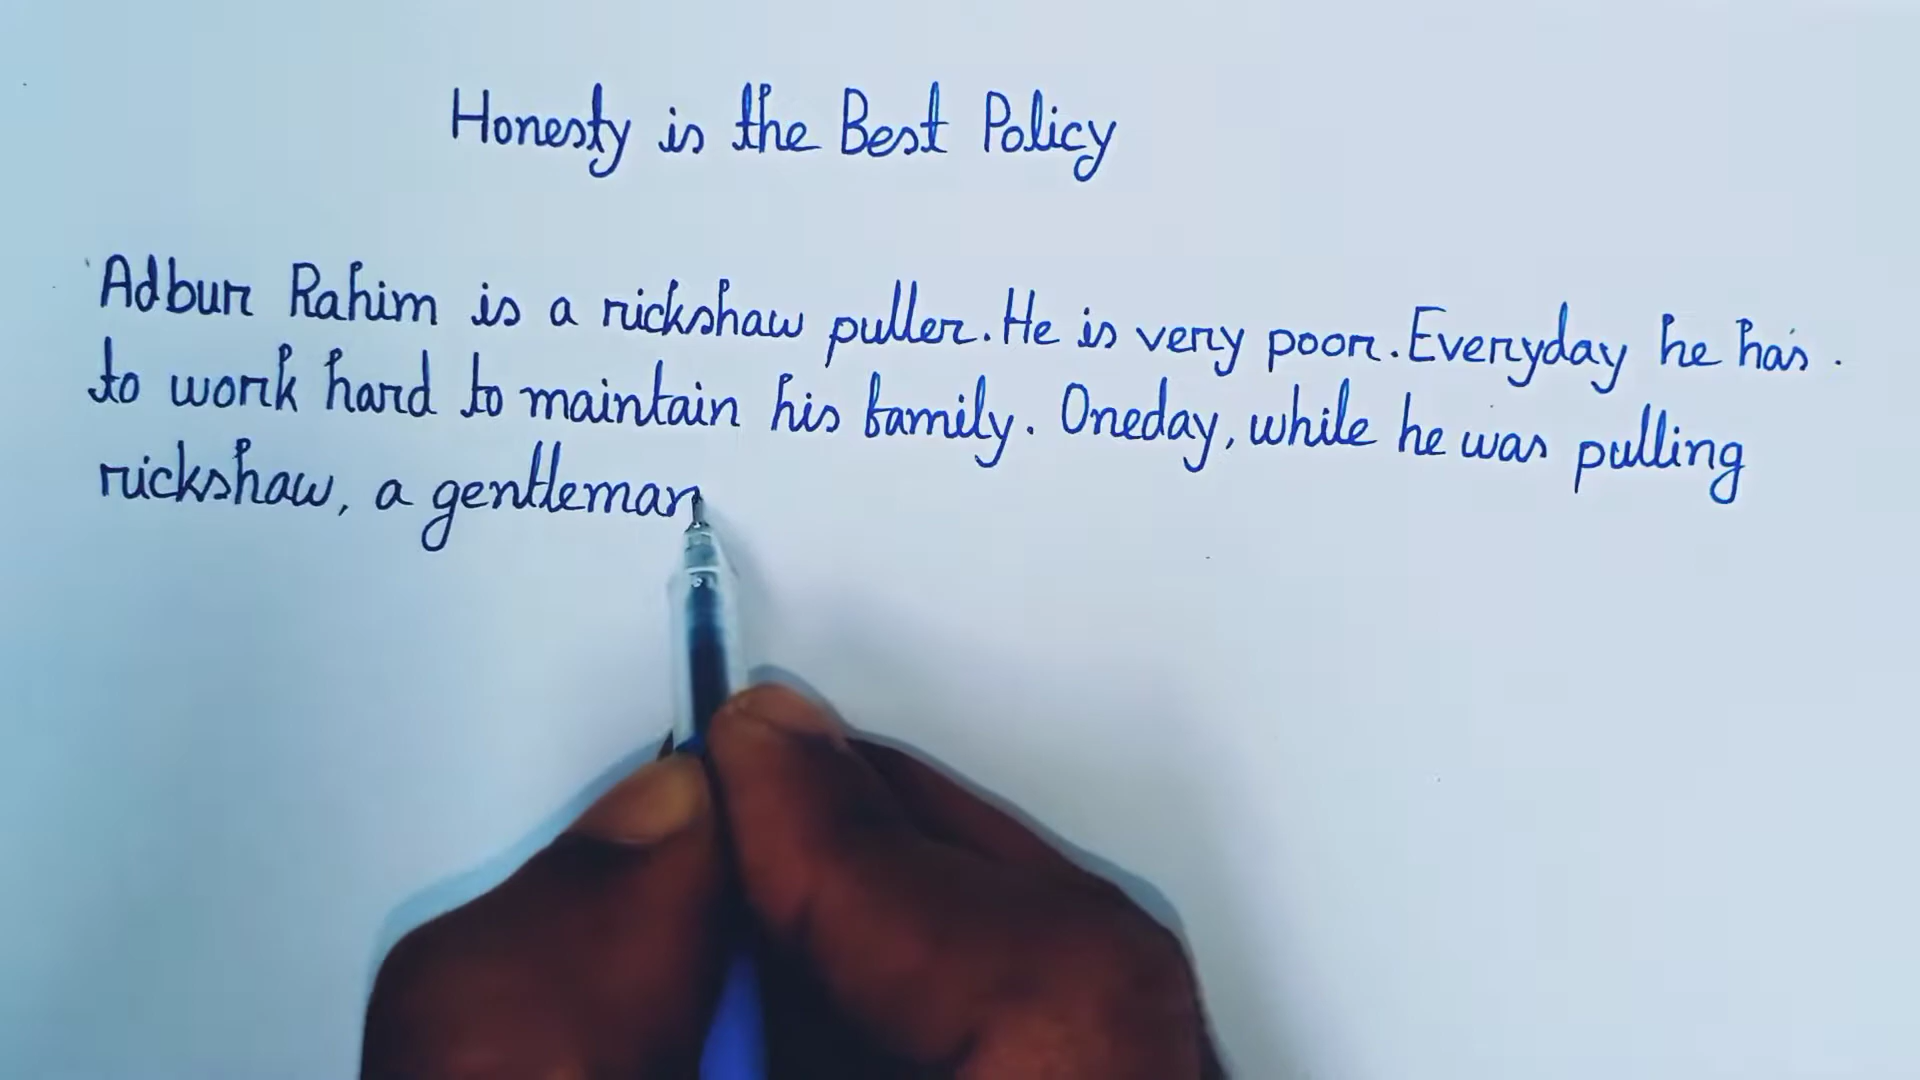 Honesty is the Best Policy
Adbur Rahim is a rickshaw puller. He is very poor. Everyday he has
to work hard to maintain his family. Oneday, while he was pulling
rickshaw, a gentleman